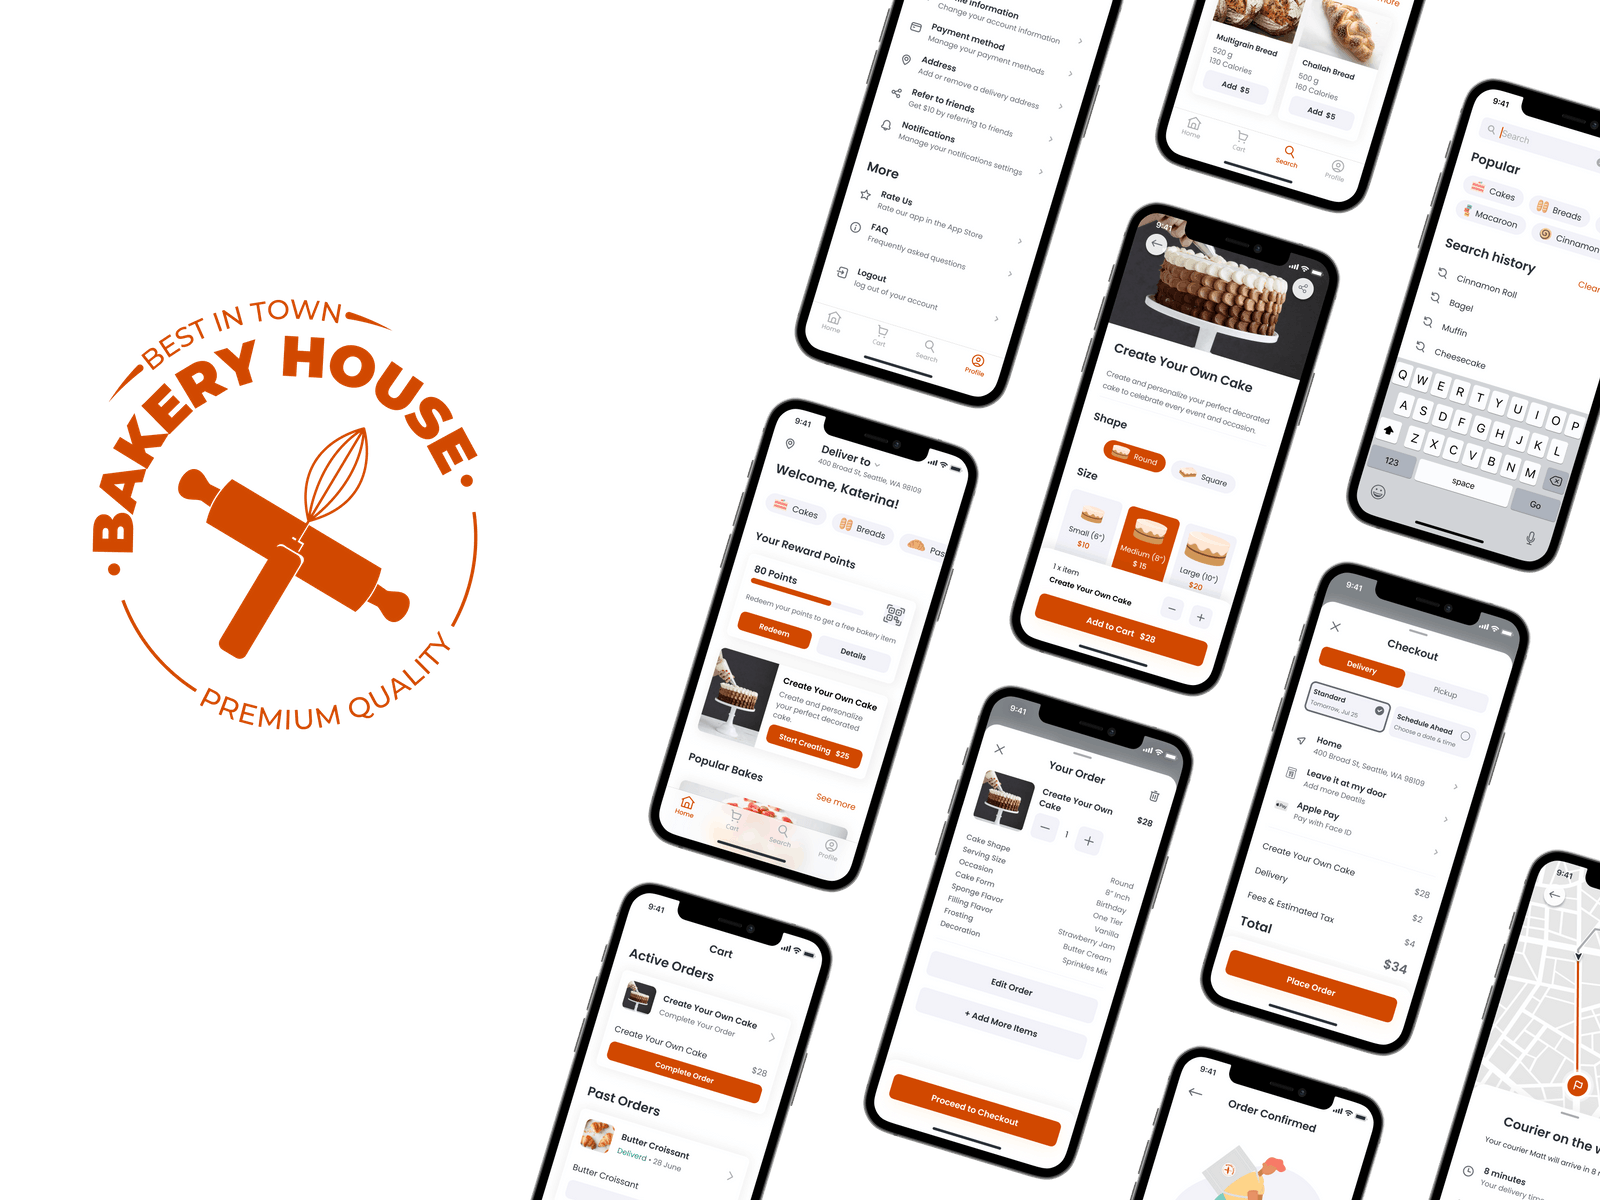 BEST IN TOWN
• BAKERY HOUSE •
PREMIUM QUALITY
information
Change your account information
Payment method
Manage your payment methods
Address
Add or remove a delivery address
Refer to friends
Get $10 by referring to friends
Notifications
Manage your notifications settings
More
Rate Us
Rate our app in the App Store
FAQ
Frequently asked questions
Logout
log out of your account
Home
Cart
Search
Profile
more
Multigrain Bread
520 g
130 Calories
Add $5
Challah Bread
500 g
160 Calories
Add $5
Home
Cart
Search
Profile
9:41
Search
Popular
Cakes
Breads
Macaroon
Cinnamon
Search history
Clear
Cinnamon Roll
Bagel
Muffin
Cheesecake
Q W E R T Y U I O P
A S D F G H J K L
Z X C V B N M
123
space
Go
9:41
Create Your Own Cake
Create and personalize your perfect decorated
cake to celebrate every event and occasion.
Shape
Round
Square
Size
Small (6")
$10
Medium (8")
$ 15
Large (10")
$20
1 x item
Create Your Own Cake
Add to Cart $28
9:41
Deliver to
400 Broad St, Seattle, WA 98109
Welcome, Katerina!
Cakes
Breads
Pas
Your Reward Points
80 Points
Redeem your points to get a free bakery item
Redeem
Details
Create Your Own Cake
Create and personalize
your perfect decorated
cake.
Start Creating $25
Popular Bakes
See more
Home
Cart
Search
Profile
9:41
Checkout
Delivery
Pickup
Standard
Tomorrow, Jul 25
Schedule Ahead
Choose a date & time
Home
400 Broad St, Seattle, WA 98109
Leave it at my door
Add more Deatils
Pay
Apple Pay
Pay with Face ID
Create Your Own Cake
$28
Delivery
$2
Fees & Estimated Tax
$4
Total
$34
Place Order
9:41
Your Order
Create Your Own
Cake
$28
1
Cake Shape
Round
Serving Size
8" Inch
Occasion
Birthday
Cake Form
One Tier
Sponge Flavor
Vanilla
Filling Flavor
Strawberry Jam
Frosting
Butter Cream
Decoration
Sprinkles Mix
Edit Order
+ Add More Items
Proceed to Checkout
9:41
Cart
Active Orders
Create Your Own Cake
Complete Your Order
Create Your Own Cake
$28
Complete Order
Past Orders
Butter Croissant
Deliverd • 28 June
Butter Croissant
9:41
Order Confirmed
9:41
Courier on the w
Your courier Matt will arrive in 8 m
8 minutes
Your delivery time